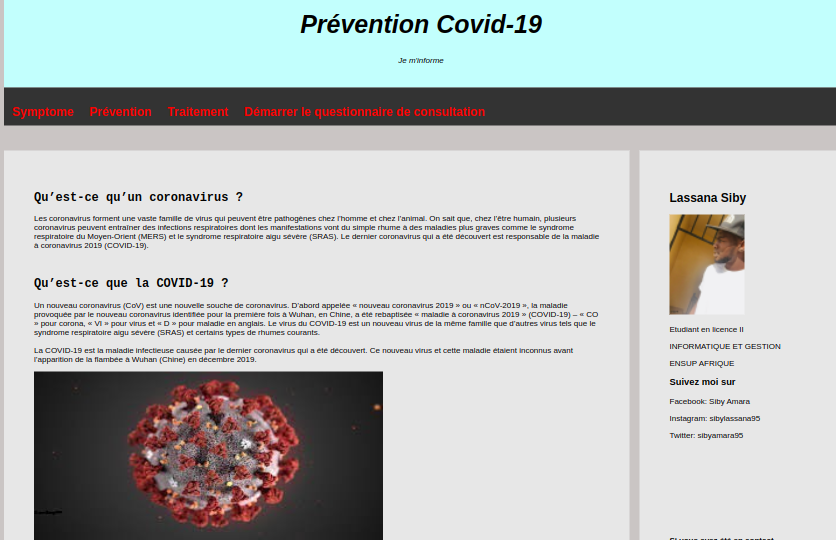 Prévention Covid-19
Je m'informe
Symptome Prévention Traitement Démarrer le questionnaire de consultation
Qu'est-ce qu'un coronavirus ?
Les coronavirus forment une vaste famille de virus qui peuvent être pathogènes chez l'homme et chez l'animal. On sait que, chez l'être humain, plusieurs
coronavirus peuvent entraîner des infections respiratoires dont les manifestations vont du simple rhume à des maladies plus graves comme le syndrome
respiratoire du Moyen-Orient (MERS) et le syndrome respiratoire aigu sévère (SRAS). Le dernier coronavirus qui a été découvert est responsable de la maladie
à coronavirus 2019 (COVID-19).
Qu'est-ce que la COVID-19 ?
Un nouveau coronavirus (CoV) est une nouvelle souche de coronavirus. D'abord appelée « nouveau coronavirus 2019 » ou « nCoV-2019 », la maladie
provoquée par le nouveau coronavirus identifiée pour la première fois à Wuhan, en Chine, a été rebaptisée « maladie à coronavirus 2019 » (COVID-19) – « CO
» pour corona, « VI » pour virus et « D » pour maladie en anglais. Le virus du COVID-19 est un nouveau virus de la même famille que d'autres virus tels que le
syndrome respiratoire aigu sévère (SRAS) et certains types de rhumes courants.
La COVID-19 est la maladie infectieuse causée par le dernier coronavirus qui a été découvert. Ce nouveau virus et cette maladie étaient inconnus avant
l'apparition de la flambée à Wuhan (Chine) en décembre 2019.
Lassana Siby
Etudiant en licence II
INFORMATIQUE ET GESTION
ENSUP AFRIQUE
Suivez moi sur
Facebook: Siby Amara
Instagram: sibylassana95
Twitter: sibyamara95